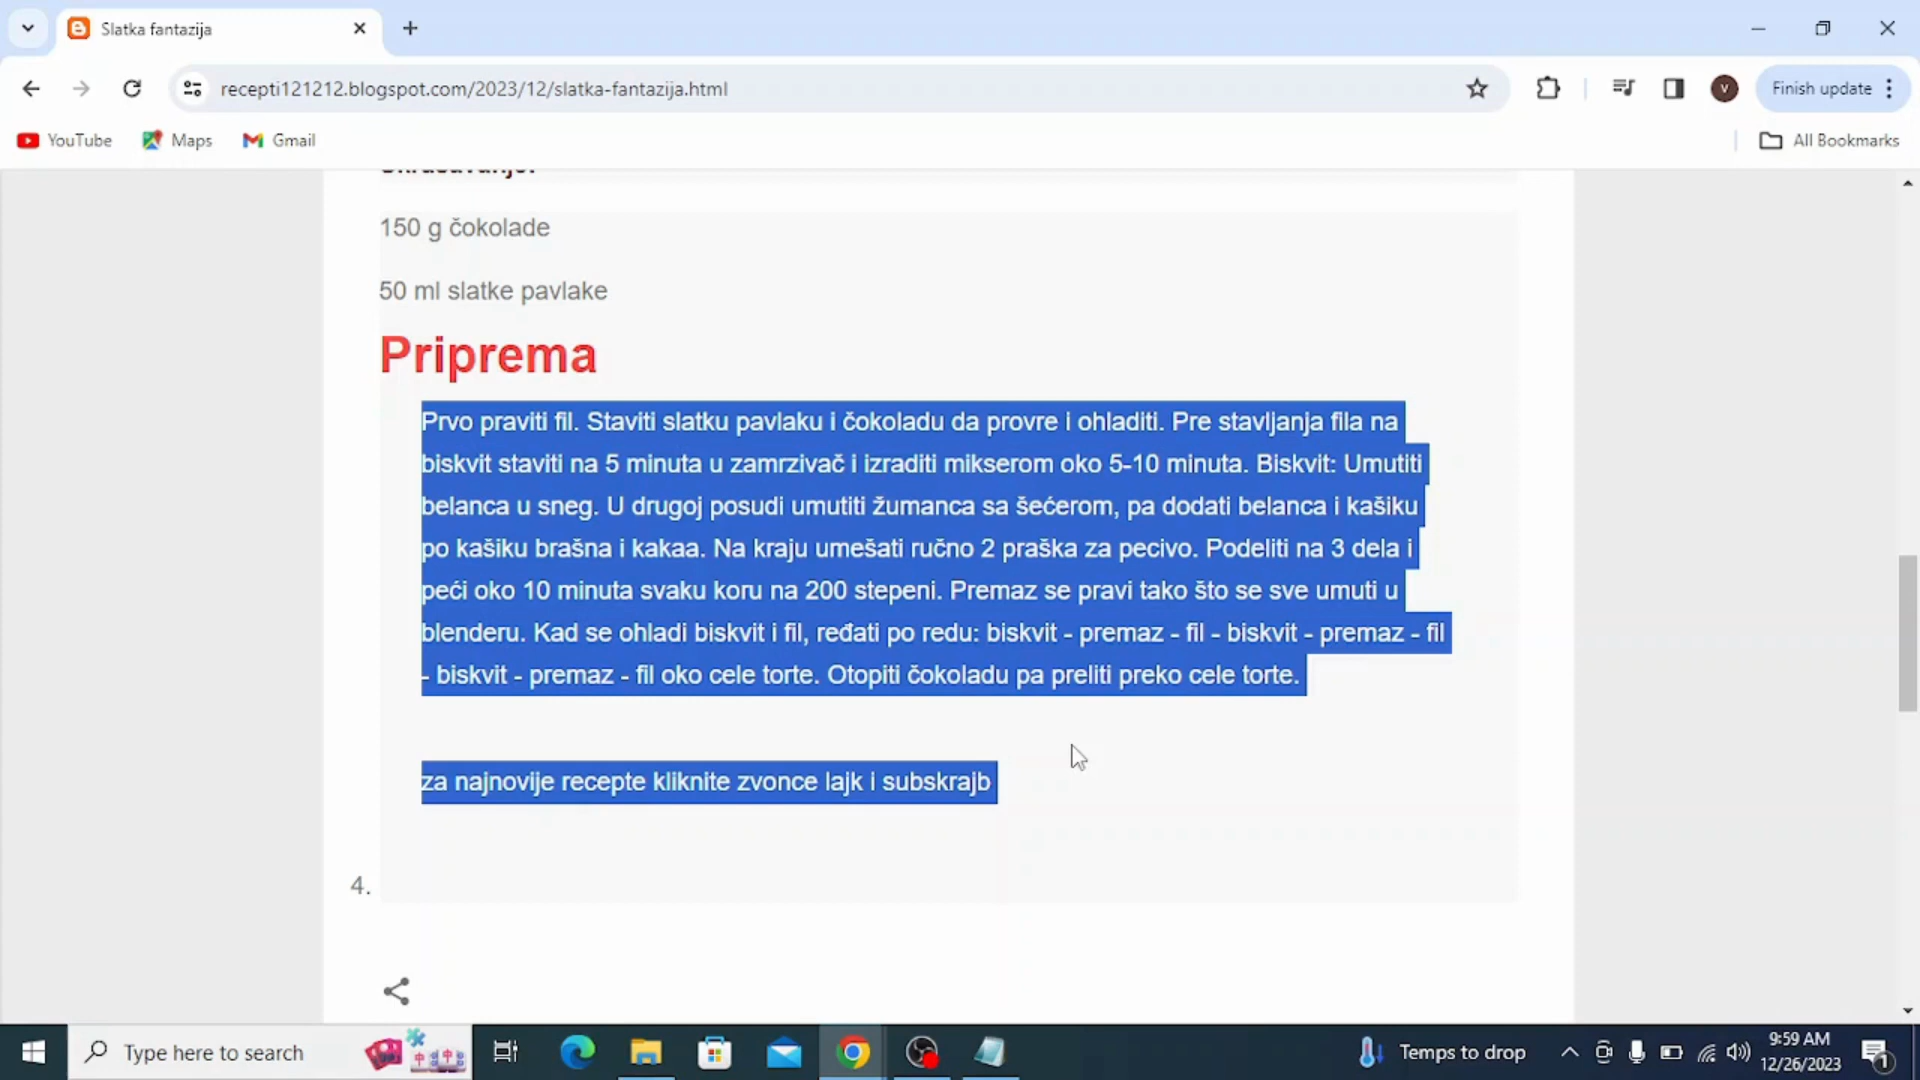 Slatka fantazija
recepti121212.blogspot.com/2023/12/slatka-fantazija.html
V
Finish update
YouTube
Maps
Gmail
All Bookmarks
150 g čokolade
50 ml slatke pavlake
Priprema
Prvo praviti fil. Staviti slatku pavlaku i čokoladu da provre i ohladiti. Pre stavljanja fila na
biskvit staviti na 5 minuta u zamrzivač i izraditi mikserom oko 5-10 minuta. Biskvit: Umutiti
belanca u sneg. U drugoj posudi umutiti žumanca sa šećerom, pa dodati belanca i kašiku
po kašiku brašna i kakaa. Na kraju umešati ručno 2 praška za pecivo. Podeliti na 3 dela i
peći oko 10 minuta svaku koru na 200 stepeni. Premaz se pravi tako što se sve umuti u
blenderu. Kad se ohladi biskvit i fil, ređati po redu: biskvit - premaz - fil - biskvit - premaz - fil
- biskvit - premaz - fil oko cele torte. Otopiti čokoladu pa preliti preko cele torte.
za najnovije recepte kliknite zvonce lajk i subskrajb
4.
Type here to search
Temps to drop
9:59 AM
12/26/2023
1